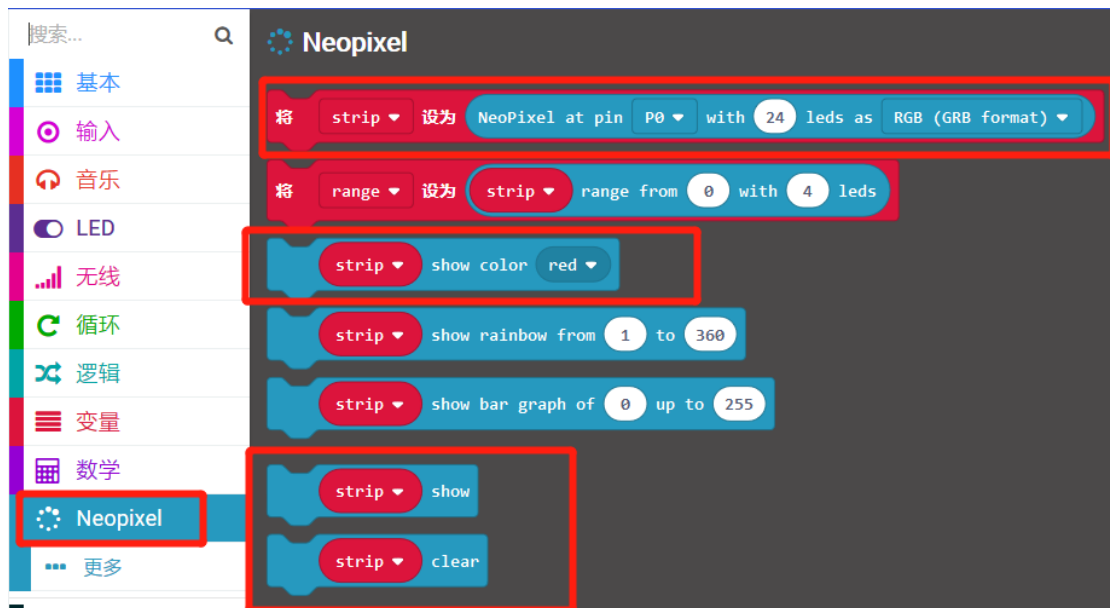 搜索...
基本
输入
音乐
LED
无线
循环
逻辑
变量
数学
Neopixel
更多
Neopixel
将 strip 设为 NeoPixel at pin P0 with 24 leds as RGB (GRB format)
将 range 设为 strip range from 0 with 4 leds
strip show color red
strip show rainbow from 1 to 360
strip show bar graph of 0 up to 255
strip show
strip clear